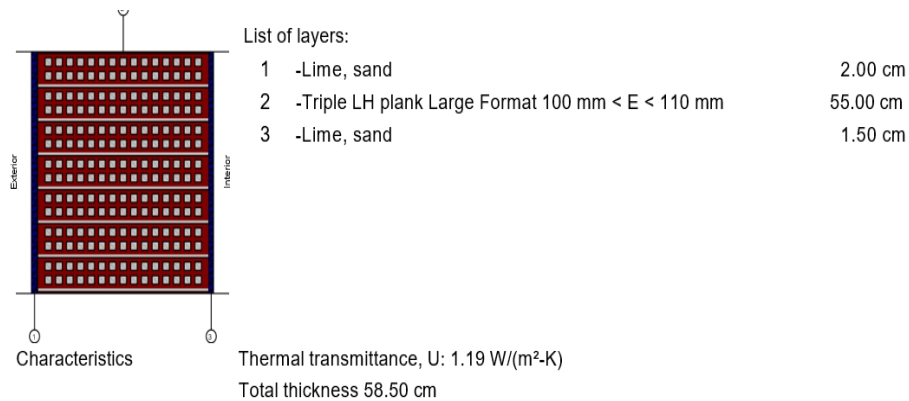 List of layers:
1 -Lime, sand 2.00 cm
2 -Triple LH plank Large Format 100 mm < E < 110 mm 55.00 cm
3 -Lime, sand 1.50 cm
Exterior
Interior
1
3
Characteristics Thermal transmittance, U: 1.19 W/(m²-K)
Total thickness 58.50 cm